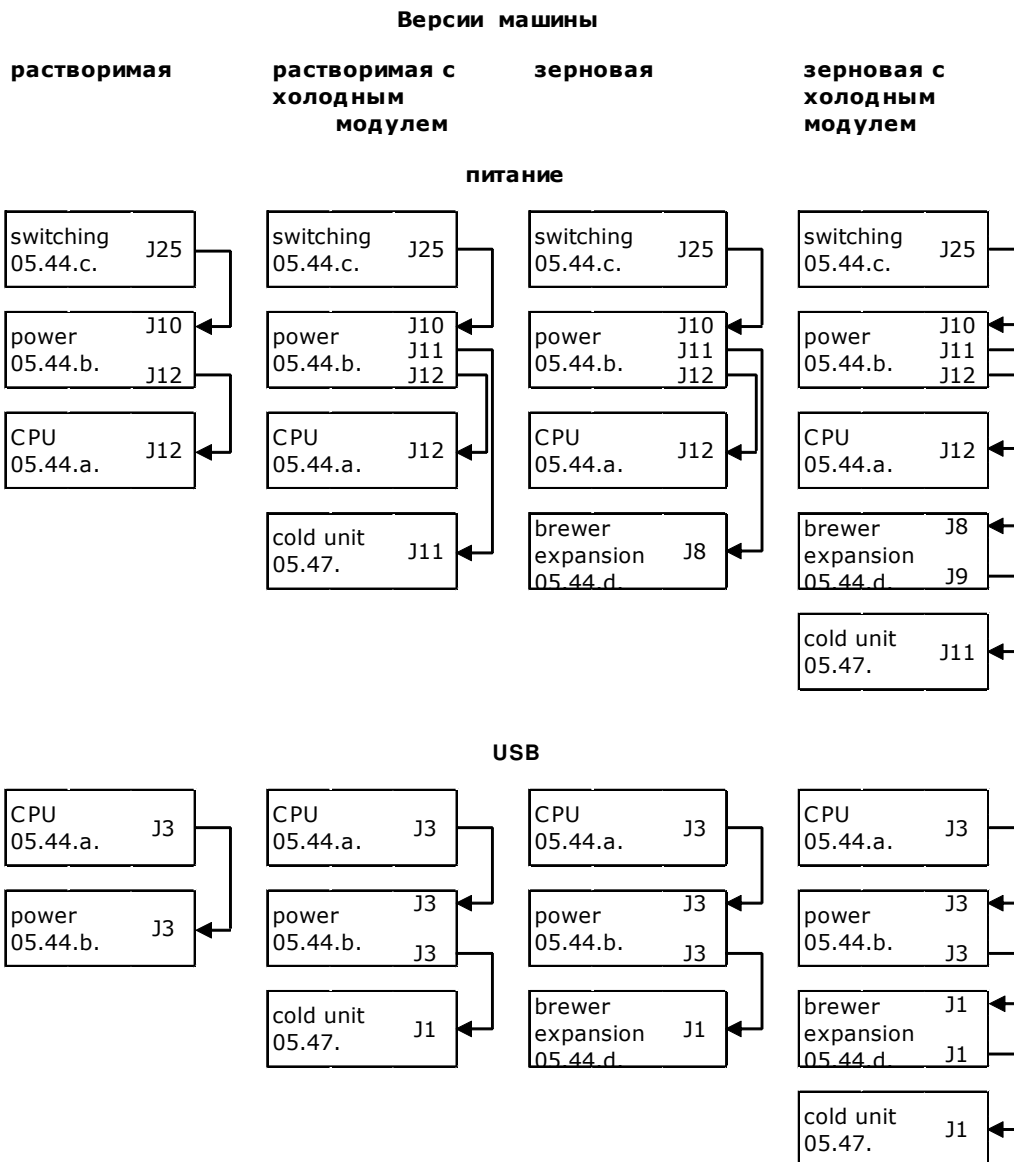 Версии машины
растворимая
растворимая с
холодным
модулем
зерновая
зерновая с
холодным
модулем
питание
switching
05.44.c.
J25
power
05.44.b.
J10
J12
CPU
05.44.a.
J12
switching
05.44.c.
J25
power
05.44.b.
J10
J11
J12
CPU
05.44.a.
J12
cold unit
05.47.
J11
switching
05.44.c.
J25
power
05.44.b.
J10
J11
J12
CPU
05.44.a.
J12
brewer
expansion
05.44.d.
J8
switching
05.44.c.
J25
power
05.44.b.
J10
J11
J12
CPU
05.44.a.
J12
brewer
expansion
05.44.d.
J8
J9
cold unit
05.47.
J11
USB
CPU
05.44.a.
J3
power
05.44.b.
J3
CPU
05.44.a.
J3
power
05.44.b.
J3
J3
cold unit
05.47.
J1
CPU
05.44.a.
J3
power
05.44.b.
J3
J3
brewer
expansion
05.44.d.
J1
CPU
05.44.a.
J3
power
05.44.b.
J3
J3
brewer
expansion
05.44.d.
J1
J1
cold unit
05.47.
J1